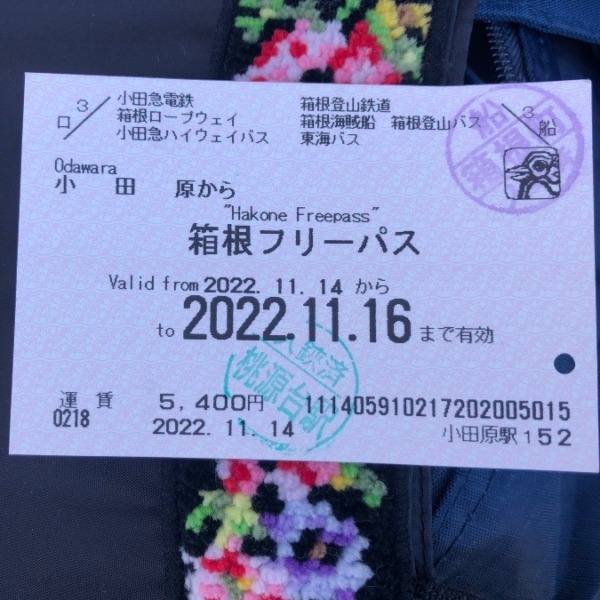 3
小田急電鉄 箱根登山鉄道
口 / 箱根ロープウェイ 箱根海賊船 箱根登山バス / 3 船
小田急ハイウェイバス 東海バス
Odawara
小田原から
"Hakone Freepass"
箱根フリーパス
Valid from 2022.11.14 から
to 2022.11.16 まで有効
入鋏済
桃源台駅
運賃 5,400円 111405910217202005015
0218 2022.11.14 小田原駅152